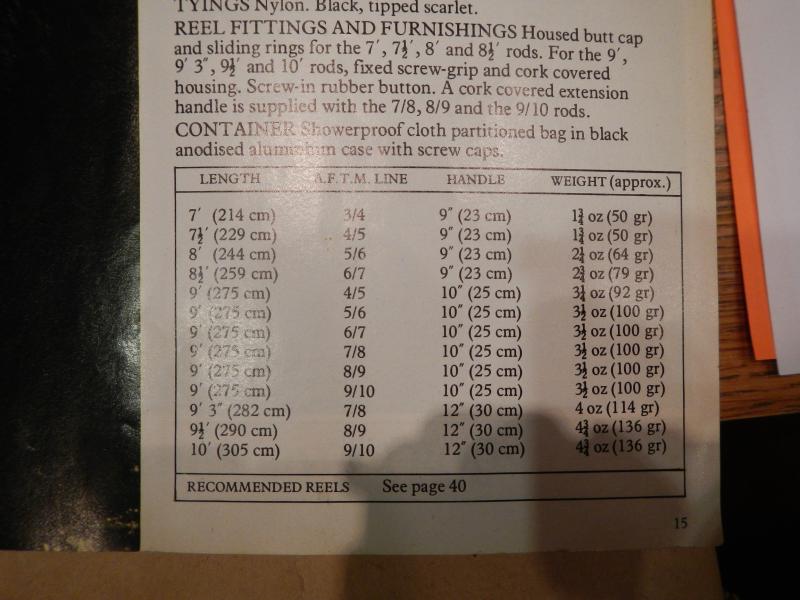 TYINGS Nylon. Black, tipped scarlet.
REEL FITTINGS AND FURNISHINGS Housed butt cap
and sliding rings for the 7′, 7½′, 8′ and 8½′ rods. For the 9′,
9′ 3″, 9½′ and 10′ rods, fixed screw-grip and cork covered
housing. Screw-in rubber button. A cork covered extension
handle is supplied with the 7/8, 8/9 and the 9/10 rods.
CONTAINER Showerproof cloth partitioned bag in black
anodised aluminium case with screw caps.
LENGTH A.F.T.M. LINE HANDLE WEIGHT (approx.)
7′ (214 cm) 3/4 9″ (23 cm) 1¾ oz (50 gr)
7½′ (229 cm) 4/5 9″ (23 cm) 1¾ oz (50 gr)
8′ (244 cm) 5/6 9″ (23 cm) 2¼ oz (64 gr)
8½′ (259 cm) 6/7 9″ (23 cm) 2¾ oz (79 gr)
9′ (275 cm) 4/5 10″ (25 cm) 3¼ oz (92 gr)
9′ (275 cm) 5/6 10″ (25 cm) 3½ oz (100 gr)
9′ (275 cm) 6/7 10″ (25 cm) 3½ oz (100 gr)
9′ (275 cm) 7/8 10″ (25 cm) 3½ oz (100 gr)
9′ (275 cm) 8/9 10″ (25 cm) 3½ oz (100 gr)
9′ (275 cm) 9/10 10″ (25 cm) 3½ oz (100 gr)
9′ 3″ (282 cm) 7/8 12″ (30 cm) 4 oz (114 gr)
9½′ (290 cm) 8/9 12″ (30 cm) 4¾ oz (136 gr)
10′ (305 cm) 9/10 12″ (30 cm) 4¾ oz (136 gr)
RECOMMENDED REELS See page 40
15